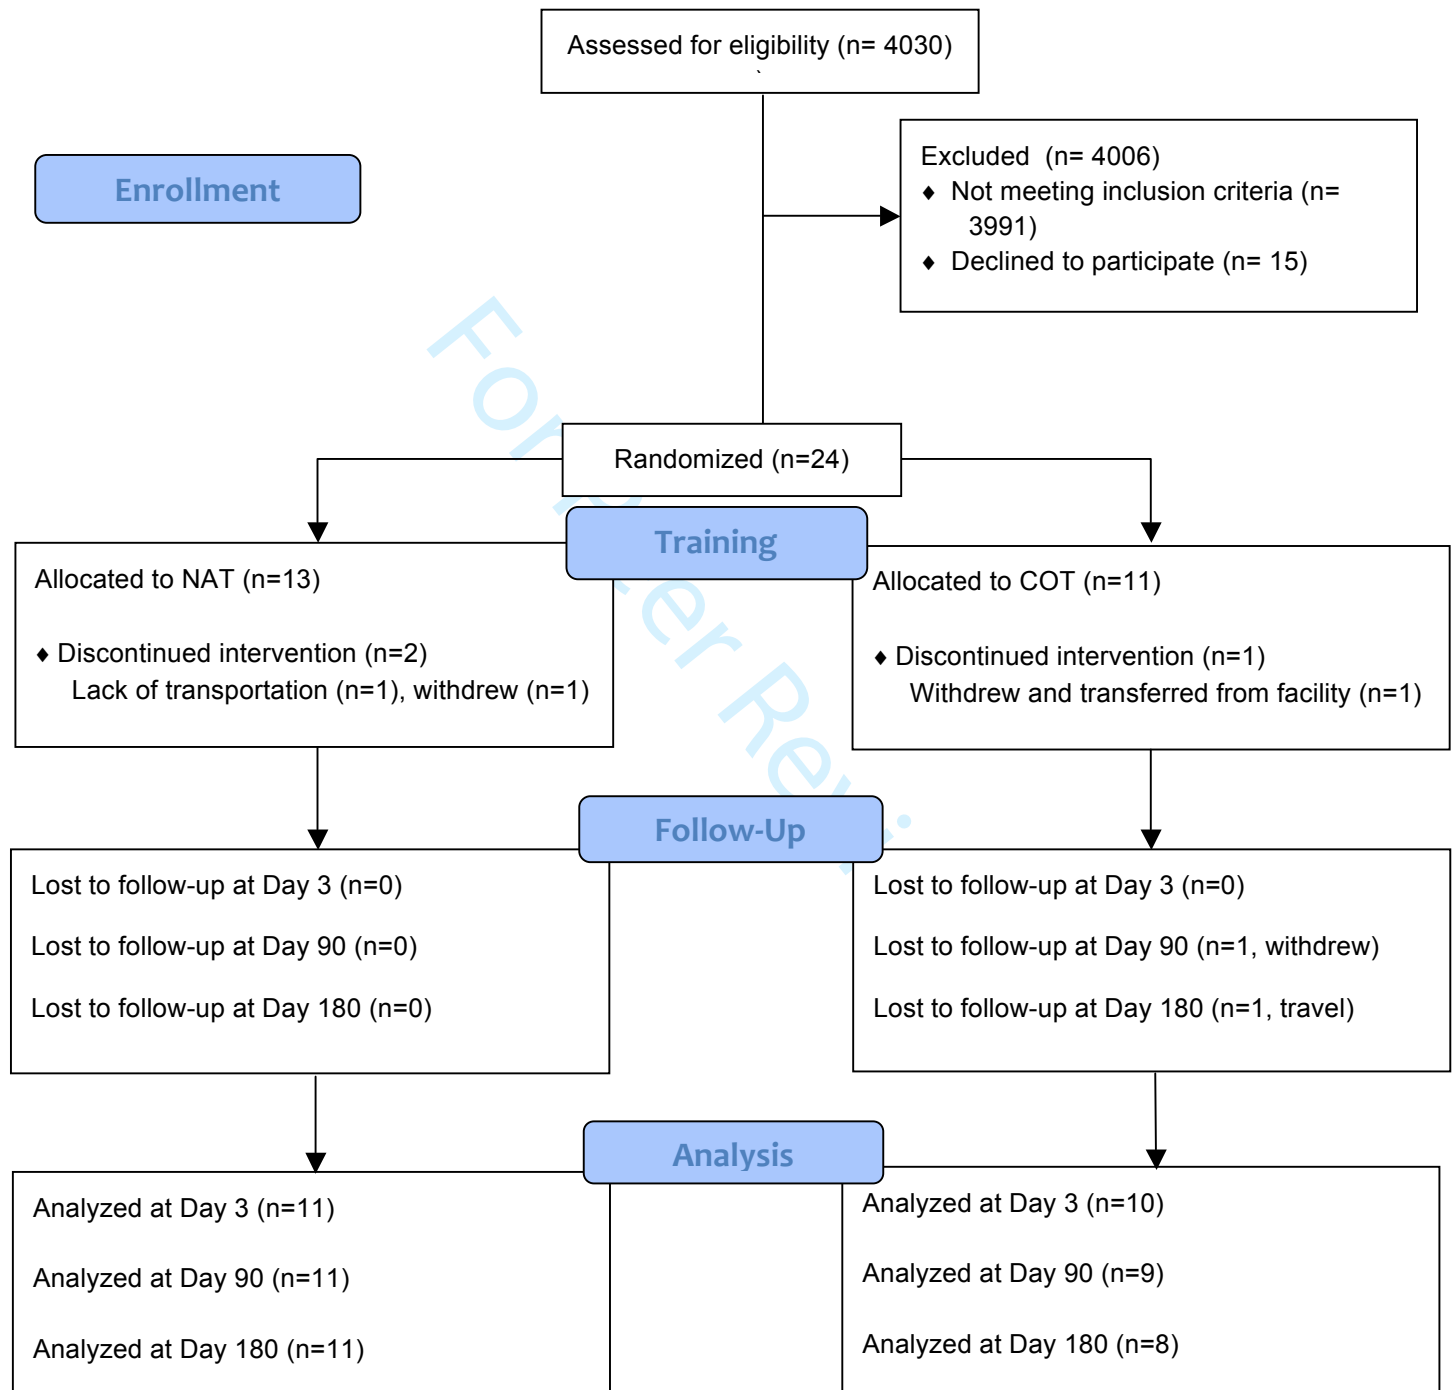 Assessed for eligibility (n= 4030)
`
Enrollment
Excluded  (n= 4006)
♦ Not meeting inclusion criteria (n=
3991)
♦ Declined to participate (n= 15)
Randomized (n=24)
Training
Allocated to NAT (n=13)
♦ Discontinued intervention (n=2)
Lack of transportation (n=1), withdrew (n=1)
Allocated to COT (n=11)
♦ Discontinued intervention (n=1)
Withdrew and transferred from facility (n=1)
Follow-Up
Lost to follow-up at Day 3 (n=0)
Lost to follow-up at Day 90 (n=0)
Lost to follow-up at Day 180 (n=0)
Lost to follow-up at Day 3 (n=0)
Lost to follow-up at Day 90 (n=1, withdrew)
Lost to follow-up at Day 180 (n=1, travel)
Analysis
Analyzed at Day 3 (n=11)
Analyzed at Day 90 (n=11)
Analyzed at Day 180 (n=11)
Analyzed at Day 3 (n=10)
Analyzed at Day 90 (n=9)
Analyzed at Day 180 (n=8)
For